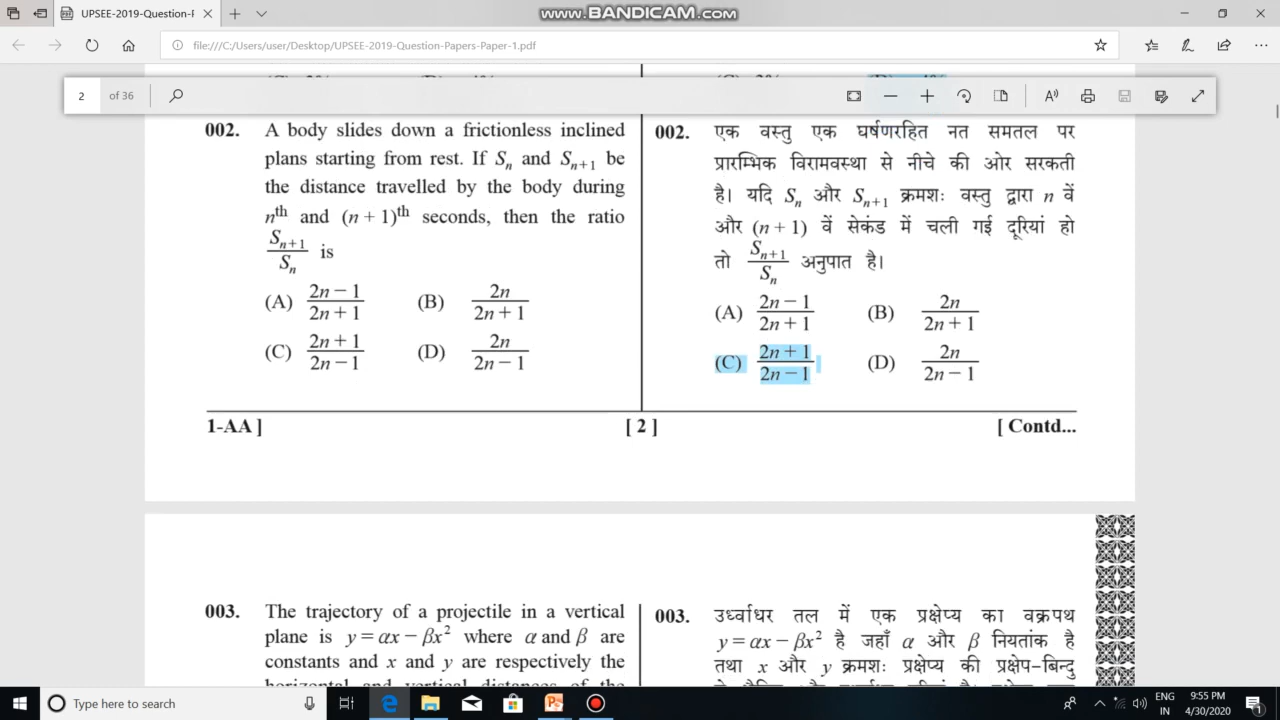 www.BANDICAM.com
UPSEE-2019-Question-P
file:///C:/Users/user/Desktop/UPSEE-2019-Question-Papers-Paper-1.pdf
2 of 36
002. A body slides down a frictionless inclined
plans starting from rest. If Sₙ and Sₙ₊₁ be
the distance travelled by the body during
nᵗʰ and (n + 1)ᵗʰ seconds, then the ratio
Sₙ₊₁/Sₙ is
(A) (2n − 1)/(2n + 1) (B) 2n/(2n + 1)
(C) (2n + 1)/(2n − 1) (D) 2n/(2n − 1)
002. एक वस्तु एक घर्षणरहित नत समतल पर
प्रारम्भिक विरामवस्था से नीचे की ओर सरकती
है। यदि Sₙ और Sₙ₊₁ क्रमशः वस्तु द्वारा n वें
और (n + 1) वें सेकंड में चली गई दूरियां हो
तो Sₙ₊₁/Sₙ अनुपात है।
(A) (2n − 1)/(2n + 1) (B) 2n/(2n + 1)
(C) (2n + 1)/(2n − 1) (D) 2n/(2n − 1)
1-AA ] [ 2 ] [ Contd...
003. The trajectory of a projectile in a vertical
plane is y = αx − βx² where α and β are
constants and x and y are respectively the
horizontal and vertical distances of the
003. उर्ध्वाधर तल में एक प्रक्षेप्य का वक्रपथ
y = αx − βx² है जहाँ α और β नियतांक है
तथा x और y क्रमशः प्रक्षेप्य की प्रक्षेप-बिन्दु
Type here to search
ENG
IN
9:55 PM
4/30/2020
1